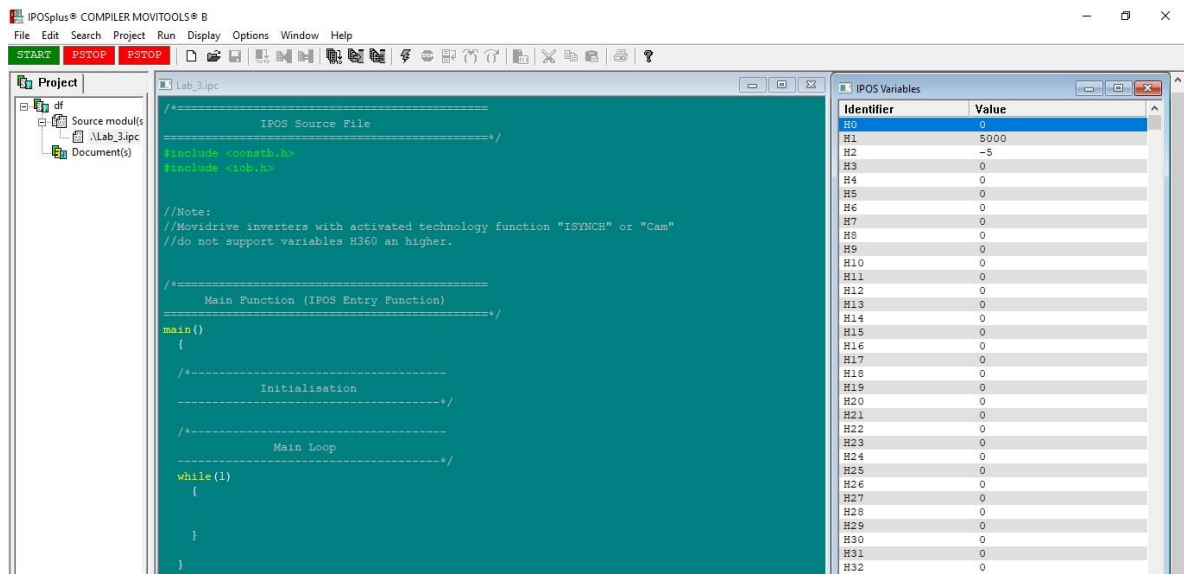 IPOSplus® COMPILER MOVITOOLS® B
File Edit Search Project Run Display Options Window Help
START PSTOP PSTOP
Project
df
Source modul(s
.\Lab_3.ipc
Document(s)
Lab_3.ipc
/*=============================================
IPOS Source File
===============================================*/
#include <constb.h>
#include <iob.h>
//Note:
//Movidrive inverters with activated technology function "ISYNCH" or "Cam"
//do not support variables H360 an higher.
/*=============================================
Main Function (IPOS Entry Function)
===============================================*/
main()
{
/*-------------------------------------
Initialisation
--------------------------------------*/
/*-------------------------------------
Main Loop
--------------------------------------*/
while(1)
{
}
}
IPOS Variables
Identifier Value
H0 0
H1 5000
H2 -5
H3 0
H4 0
H5 0
H6 0
H7 0
H8 0
H9 0
H10 0
H11 0
H12 0
H13 0
H14 0
H15 0
H16 0
H17 0
H18 0
H19 0
H20 0
H21 0
H22 0
H23 0
H24 0
H25 0
H26 0
H27 0
H28 0
H29 0
H30 0
H31 0
H32 0